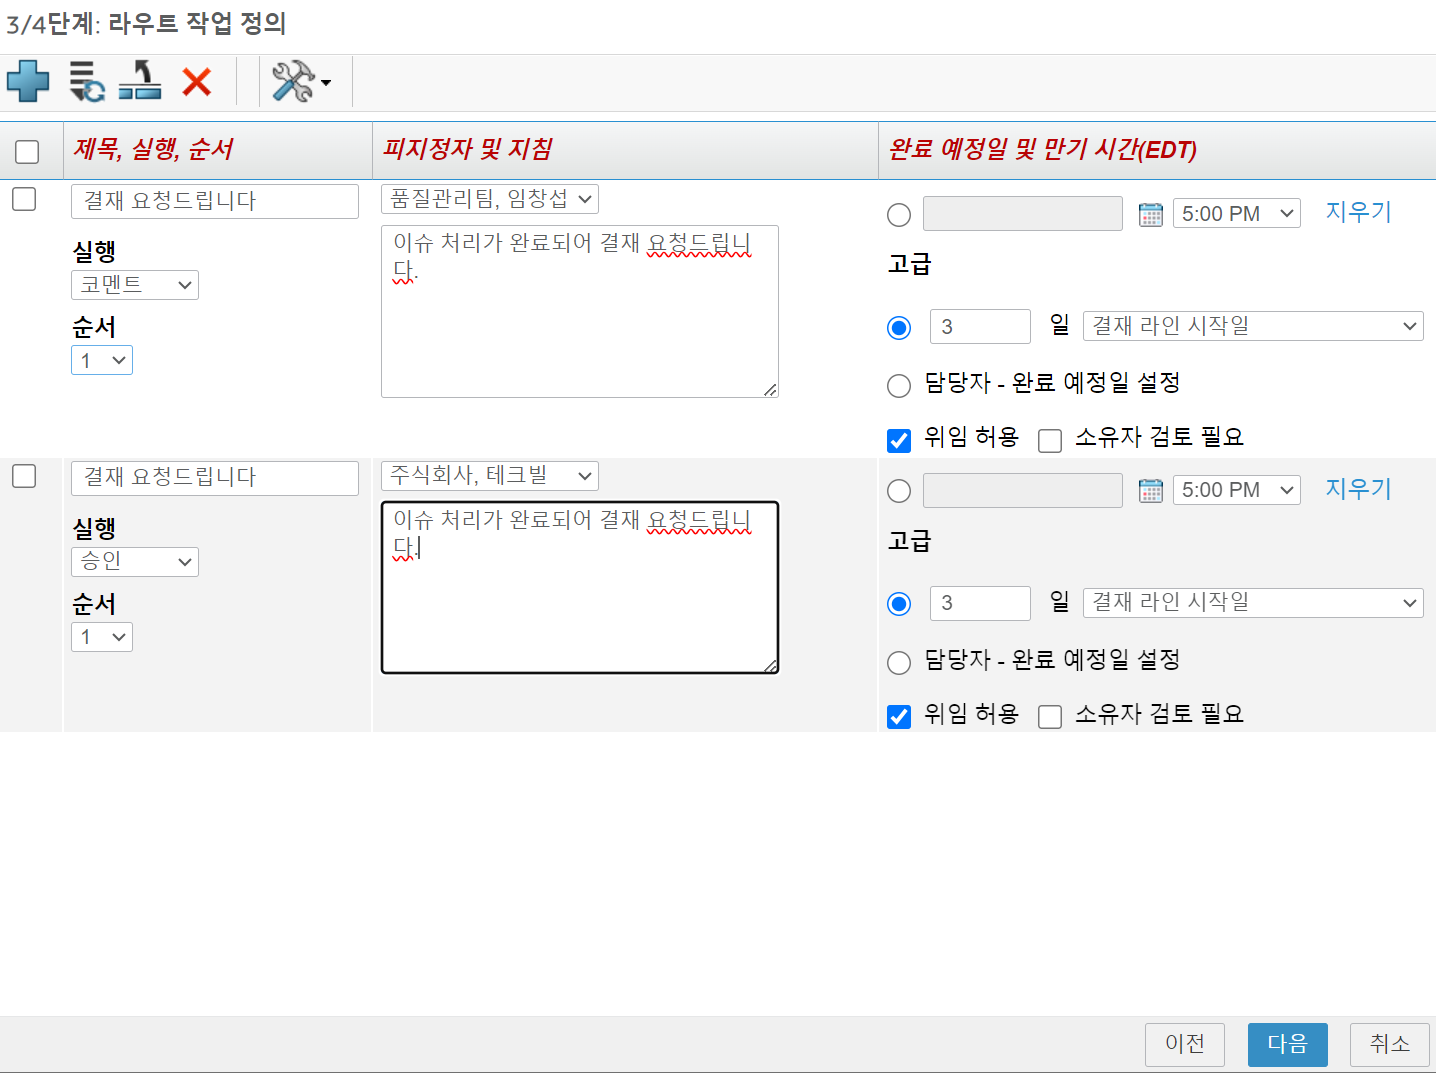 3/4단계: 라우트 작업 정의
제목, 실행, 순서 피지정자 및 지침 완료 예정일 및 만기 시간(EDT)
결재 요청드립니다
실행
코멘트
순서
1
품질관리팀, 임창섭
이슈 처리가 완료되어 결재 요청드립니
다.
5:00 PM 지우기
고급
3 일 결재 라인 시작일
담당자 - 완료 예정일 설정
위임 허용 소유자 검토 필요
결재 요청드립니다
실행
승인
순서
1
주식회사, 테크빌
이슈 처리가 완료되어 결재 요청드립니
다.
5:00 PM 지우기
고급
3 일 결재 라인 시작일
담당자 - 완료 예정일 설정
위임 허용 소유자 검토 필요
이전 다음 취소